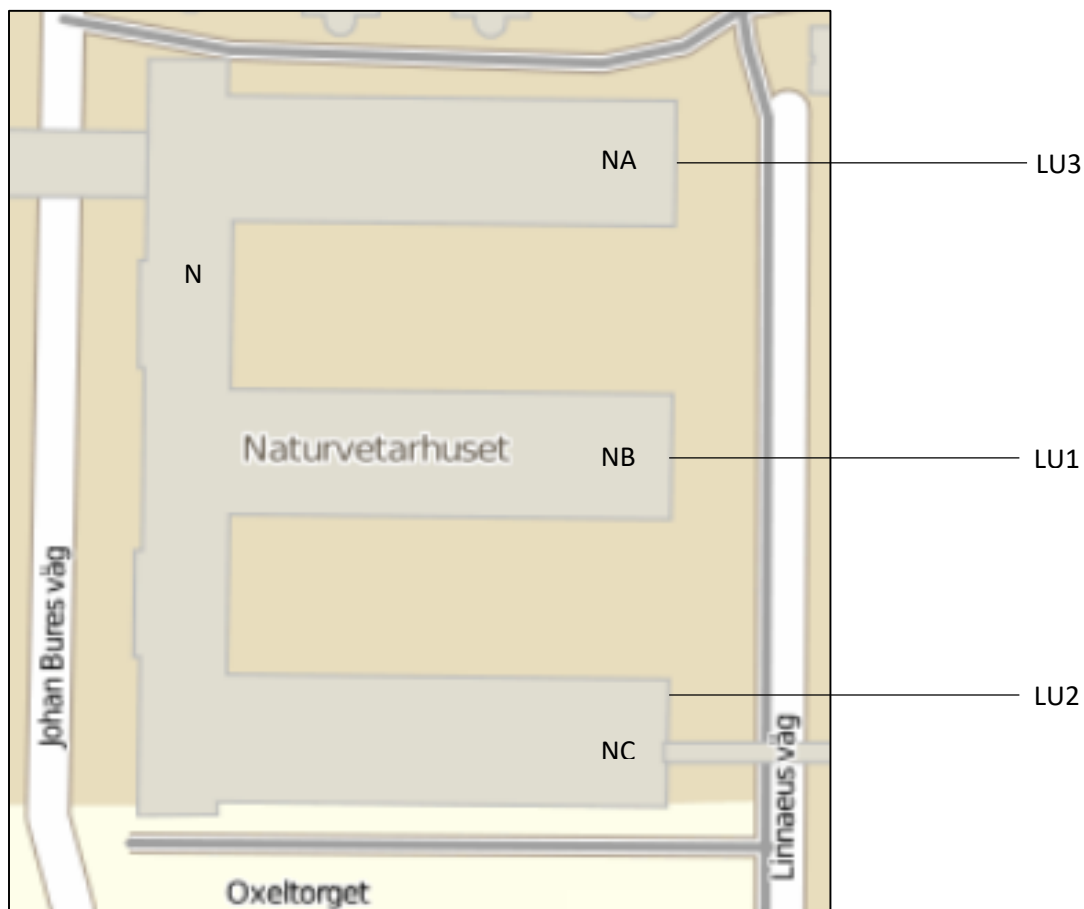 NA
LU3
N
Naturvetarhuset
NB
LU1
Johan Bures väg
LU2
NC
Linnaeus väg
Oxeltorget